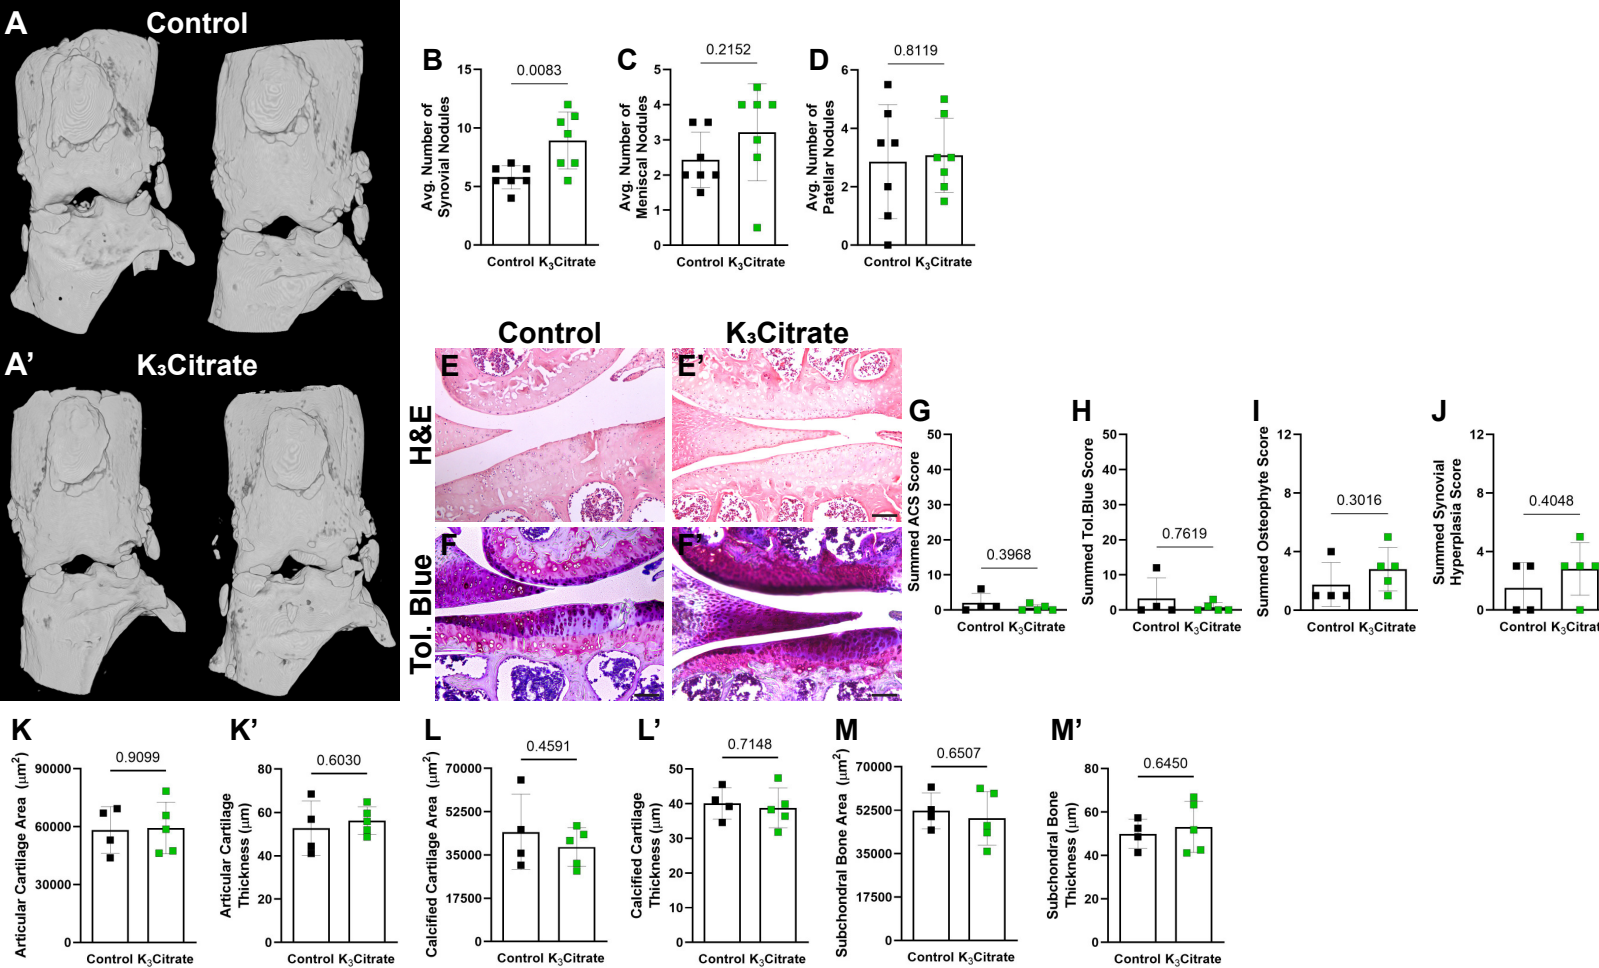 A
Control
A'
K₃Citrate
B
0.0083
15
10
5
0
Avg. Number of
Synovial Nodules
Control K₃Citrate
C
0.2152
5
4
3
2
1
0
Avg. Number of
Meniscal Nodules
Control K₃Citrate
D
0.8119
6
4
2
0
Avg. Number of
Patellar Nodules
Control K₃Citrate
Control
K₃Citrate
H&E
E
E'
Tol. Blue
F
F'
G
50
40
30
20
10
0
Summed ACS Score
0.3968
Control K₃Citrate
H
50
40
30
20
10
0
Summed Tol.Blue Score
0.7619
Control K₃Citrate
I
12
8
4
0
Summed Osteophyte Score
0.3016
Control K₃Citrate
J
12
8
4
0
Summed Synovial
Hyperplasia Score
0.4048
Control K₃Citrat
K
0.9099
90000
60000
30000
0
Articular Cartilage Area (µm²)
Control K₃Citrate
K'
0.6030
80
60
40
20
0
Articular Cartilage
Thickness (µm)
Control K₃Citrate
L
0.4591
70000
52500
35000
17500
0
Calcified Cartilage Area (µm²)
Control K₃Citrate
L'
0.7148
50
40
30
20
10
0
Calcified Cartilage
Thickness (µm)
Control K₃Citrate
M
0.6507
70000
52500
35000
17500
0
Subchondral Bone Area (µm²)
Control K₃Citrate
M'
0.6450
80
60
40
20
0
Subchondral Bone
Thickness (µm)
Control K₃Citrate